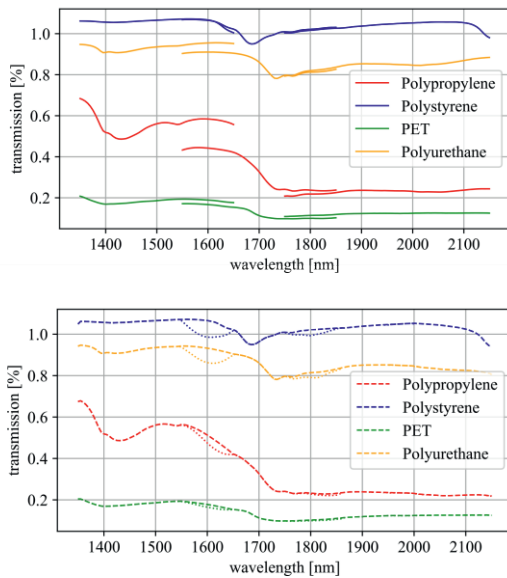 1.0
0.8
0.6
0.4
0.2
transmission [%]
Polypropylene
Polystyrene
PET
Polyurethane
1400 1500 1600 1700 1800 1900 2000 2100
wavelength [nm]
1.0
0.8
0.6
0.4
0.2
transmission [%]
Polypropylene
Polystyrene
PET
Polyurethane
1400 1500 1600 1700 1800 1900 2000 2100
wavelength [nm]